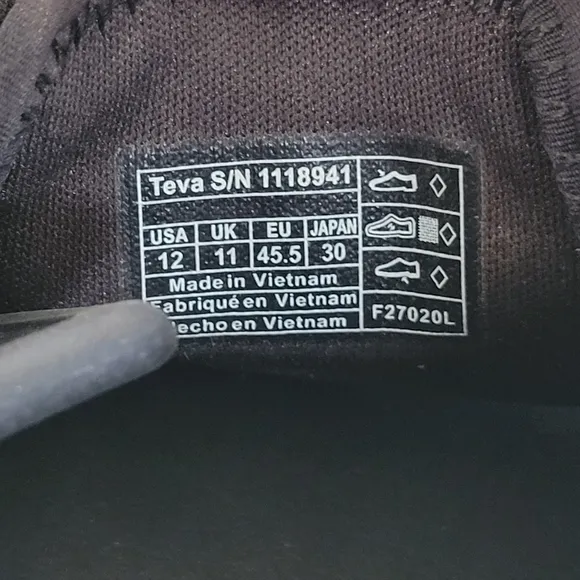 Teva S/N 1118941
USA UK EU JAPAN
12 11 45.5 30
Made in Vietnam
Fabriqué en Vietnam
Hecho en Vietnam
F27020L